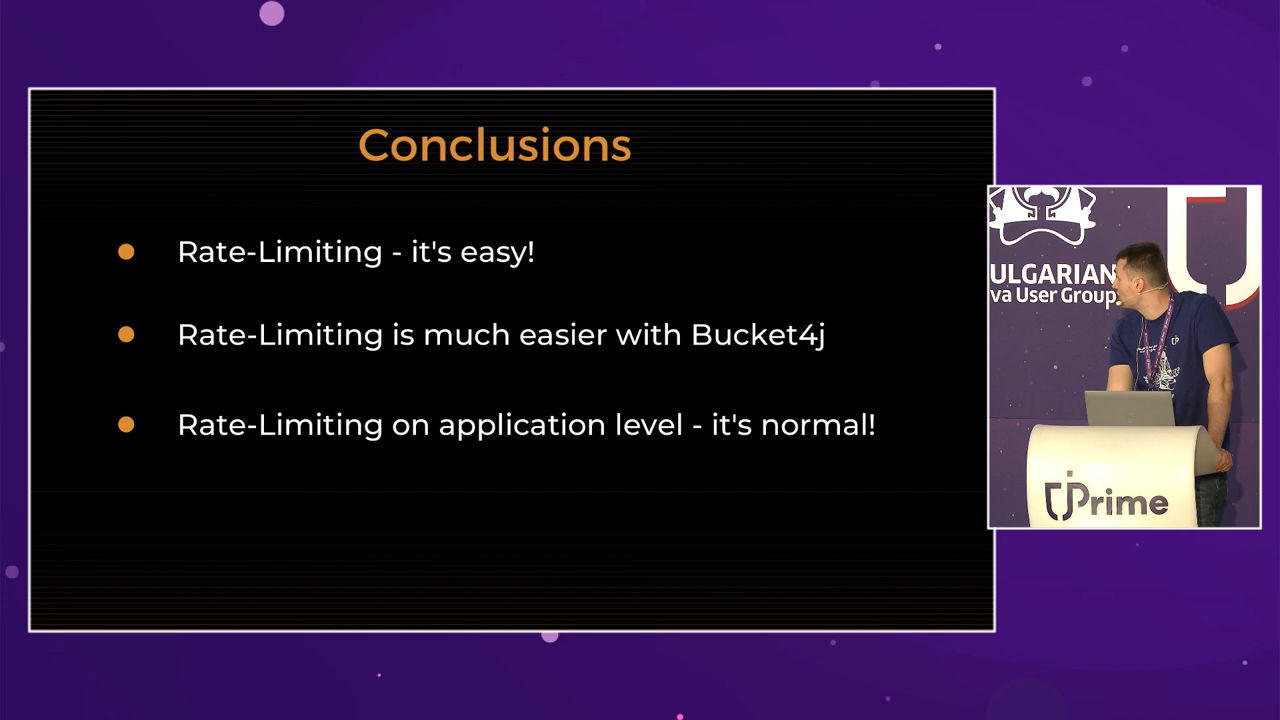 Conclusions
Rate-Limiting - it's easy!
Rate-Limiting is much easier with Bucket4j
Rate-Limiting on application level - it's normal!
ULGARIAN
va User Group
jPrime